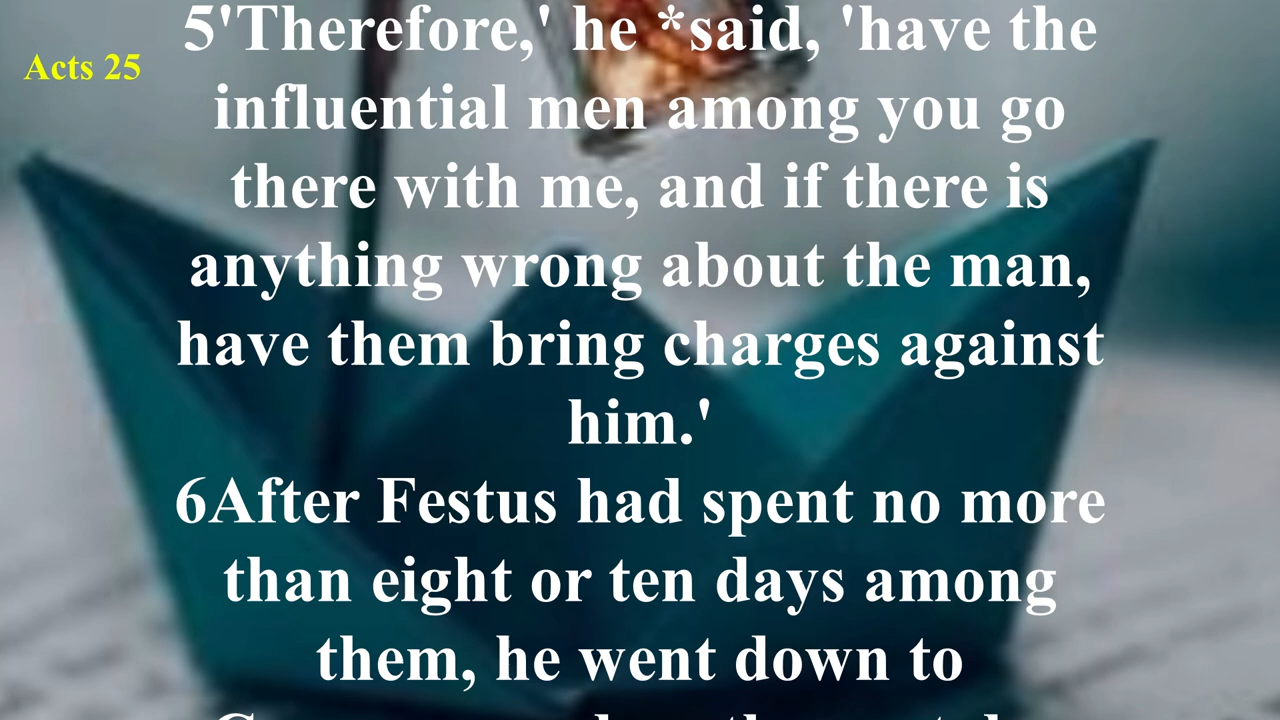 Acts 25
5'Therefore,' he *said, 'have the
influential men among you go
there with me, and if there is
anything wrong about the man,
have them bring charges against
him.'
6After Festus had spent no more
than eight or ten days among
them, he went down to